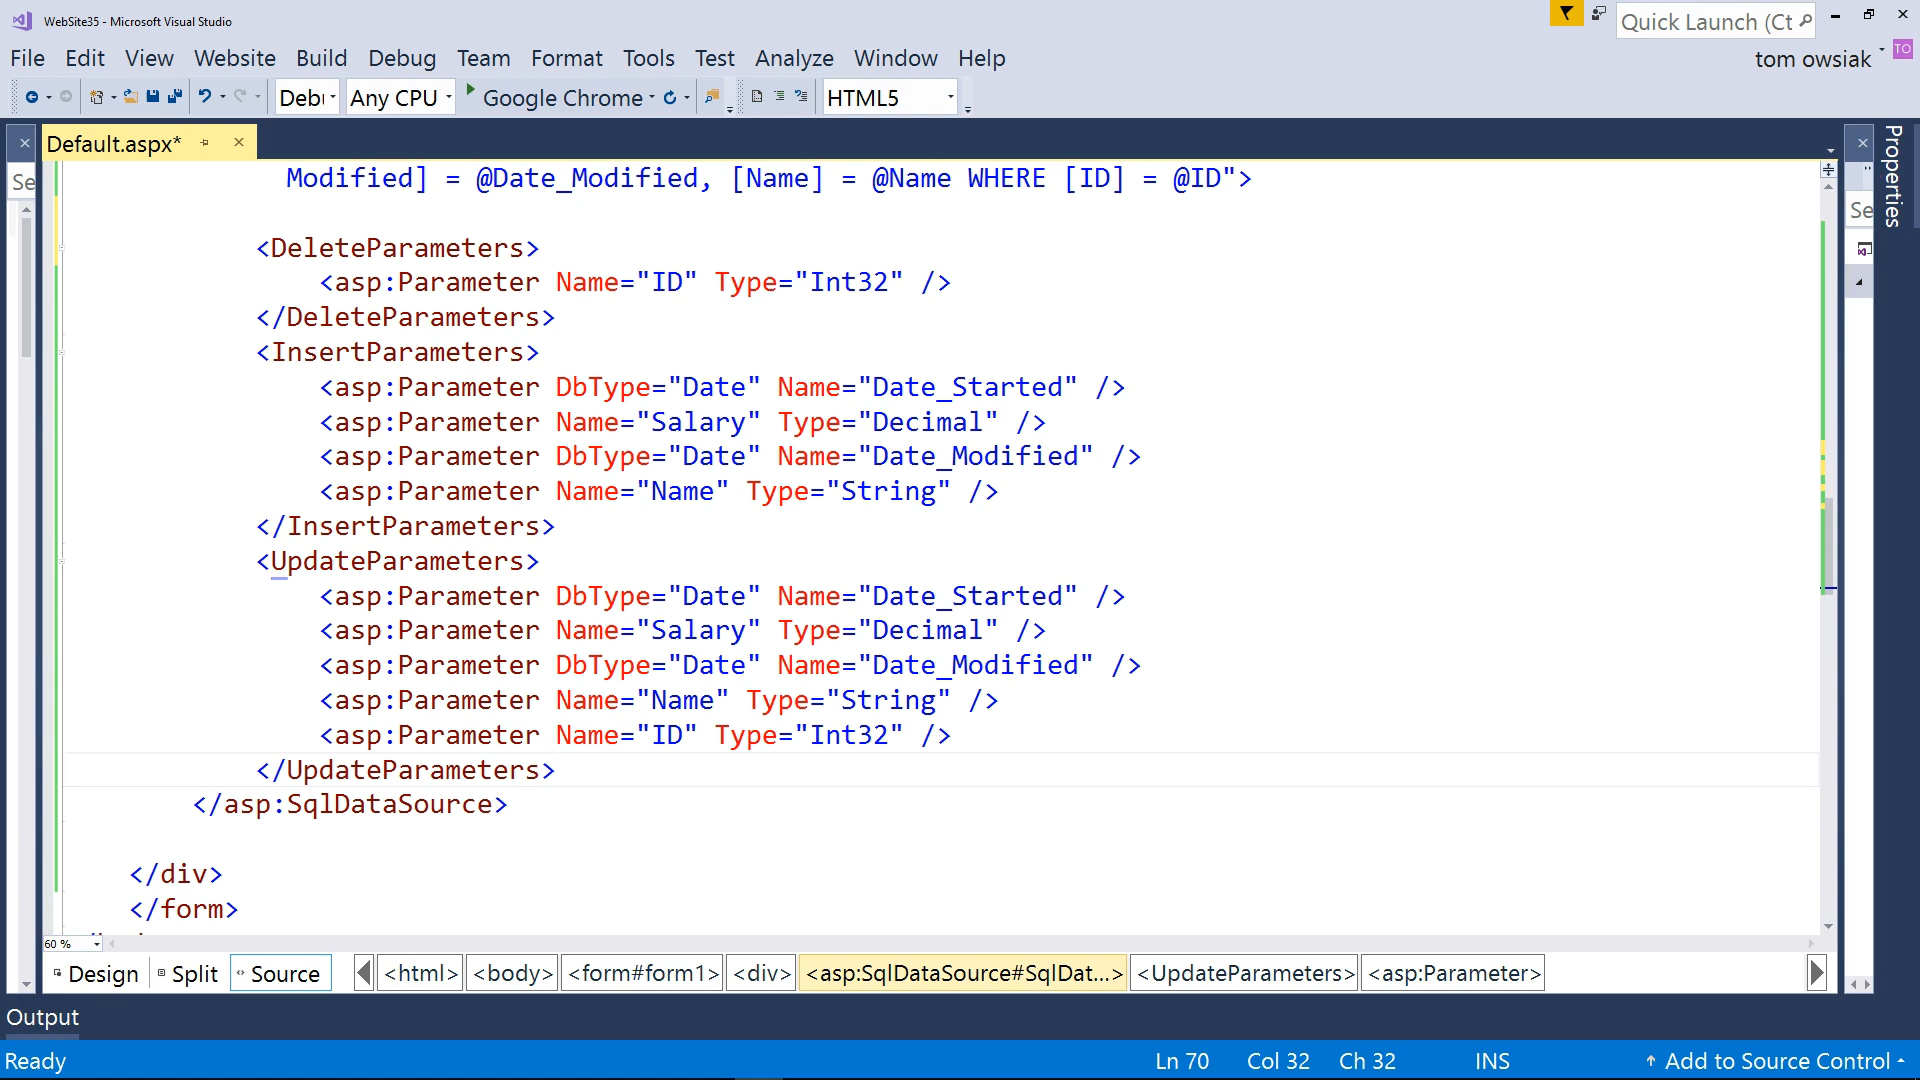 WebSite35 - Microsoft Visual Studio
Quick Launch (Ct
File Edit View Website Build Debug Team Format Tools Test Analyze Window Help
tom owsiak TO
Any CPU Google Chrome HTML5
Default.aspx*
Se
Modified] = @Date_Modified, [Name] = @Name WHERE [ID] = @ID">
<DeleteParameters>
<asp:Parameter Name="ID" Type="Int32" />
</DeleteParameters>
<InsertParameters>
<asp:Parameter DbType="Date" Name="Date_Started" />
<asp:Parameter Name="Salary" Type="Decimal" />
<asp:Parameter DbType="Date" Name="Date_Modified" />
<asp:Parameter Name="Name" Type="String" />
</InsertParameters>
<UpdateParameters>
<asp:Parameter DbType="Date" Name="Date_Started" />
<asp:Parameter Name="Salary" Type="Decimal" />
<asp:Parameter DbType="Date" Name="Date_Modified" />
<asp:Parameter Name="Name" Type="String" />
<asp:Parameter Name="ID" Type="Int32" />
</UpdateParameters>
</asp:SqlDataSource>
</div>
</form>
60 %
Design Split Source <html> <body> <form#form1> <div> <asp:SqlDataSource#SqlDat...> <UpdateParameters> <asp:Parameter>
Properties
Se
Output
Ready Ln 70 Col 32 Ch 32 INS Add to Source Control